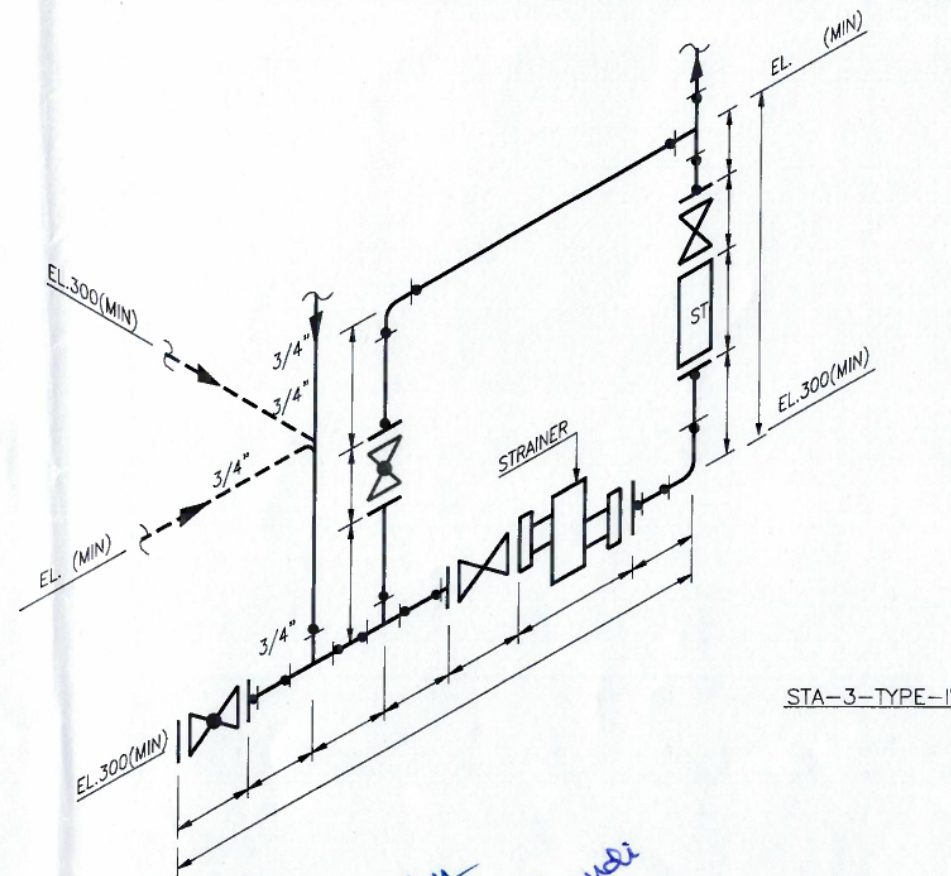 EL. (MIN)
EL.300(MIN)
3/4"
3/4"
3/4"
ST
EL.300(MIN)
STRAINER
EL. (MIN)
3/4"
STA-3-TYPE-I
EL.300(MIN)